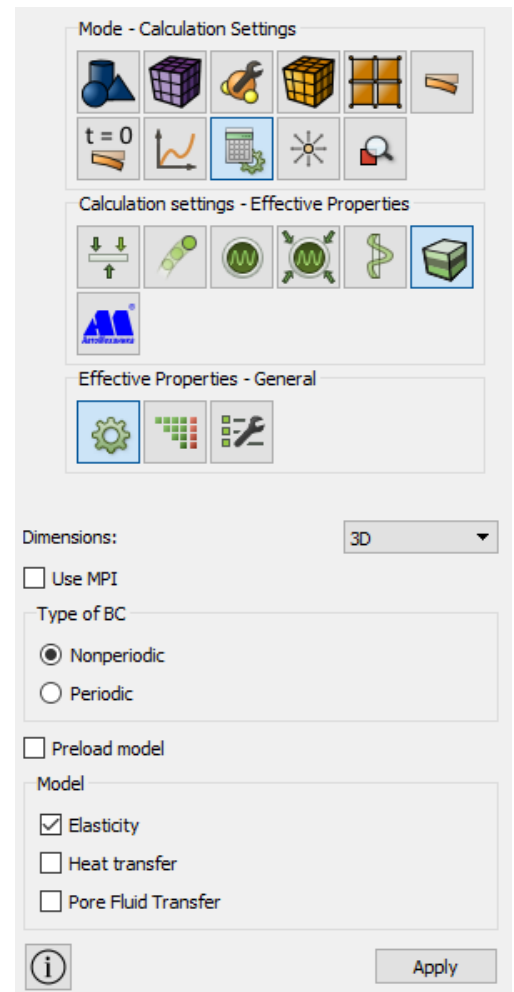 Mode - Calculation Settings
t = 0
Calculation settings - Effective Properties
Effective Properties - General
Dimensions:
3D
Use MPI
Type of BC
Nonperiodic
Periodic
Preload model
Model
Elasticity
Heat transfer
Pore Fluid Transfer
Apply